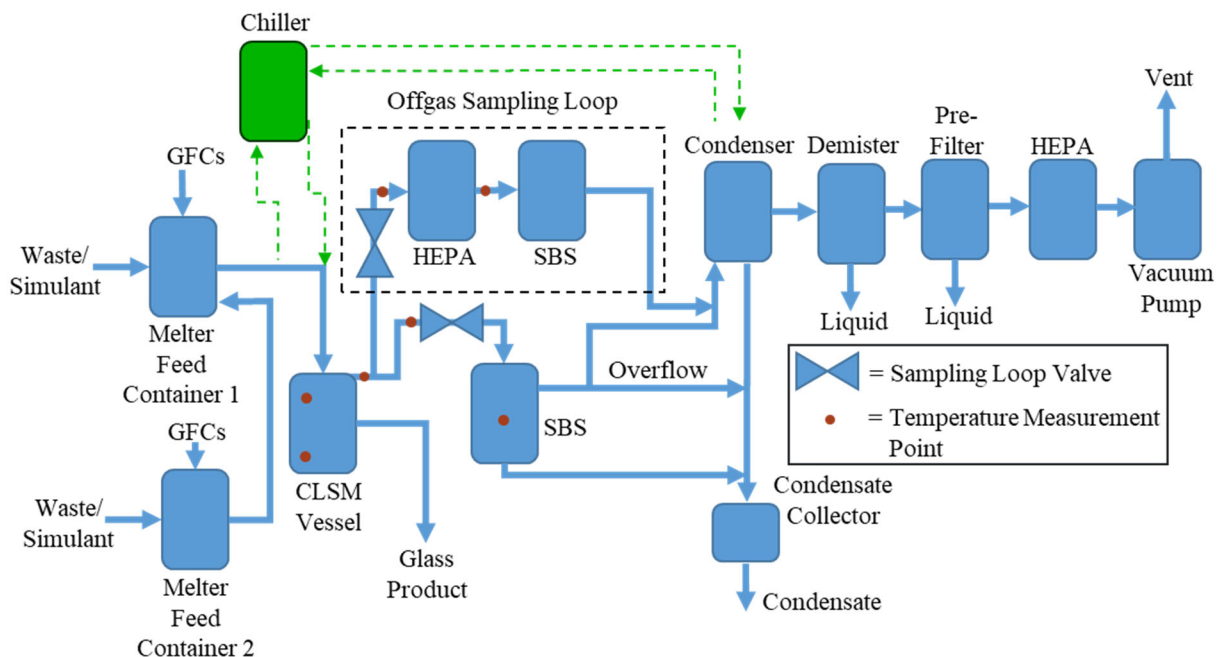 Chiller
Offgas Sampling Loop
Vent
GFCs
Condenser
Demister
Pre-
Filter
HEPA
Waste/
Simulant
HEPA
SBS
Vacuum
Pump
Melter
Feed
Container 1
Liquid
Liquid
Overflow
= Sampling Loop Valve
= Temperature Measurement
Point
GFCs
SBS
Waste/
Simulant
CLSM
Vessel
Condensate
Collector
Glass
Product
Melter
Feed
Container 2
Condensate